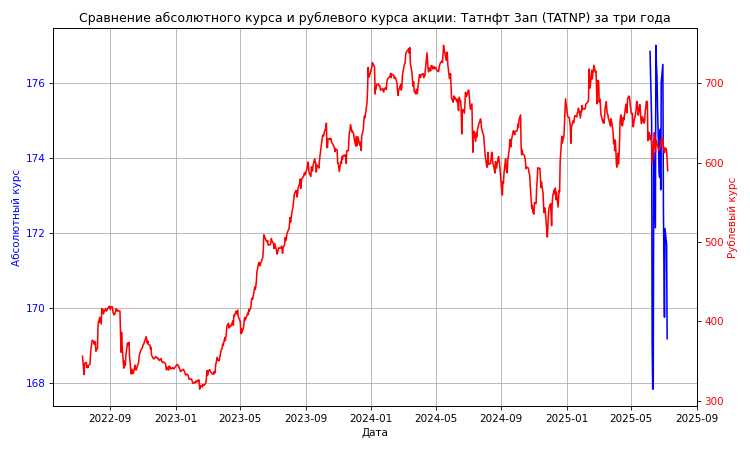 Сравнение абсолютного курса и рублевого курса акции: Татнфт 3ап (TATNP) за три года
176
174
172
170
168
Абсолютный курс
700
600
500
400
300
Рублевый курс
2022-09 2023-01 2023-05 2023-09 2024-01 2024-05 2024-09 2025-01 2025-05 2025-09
Дата